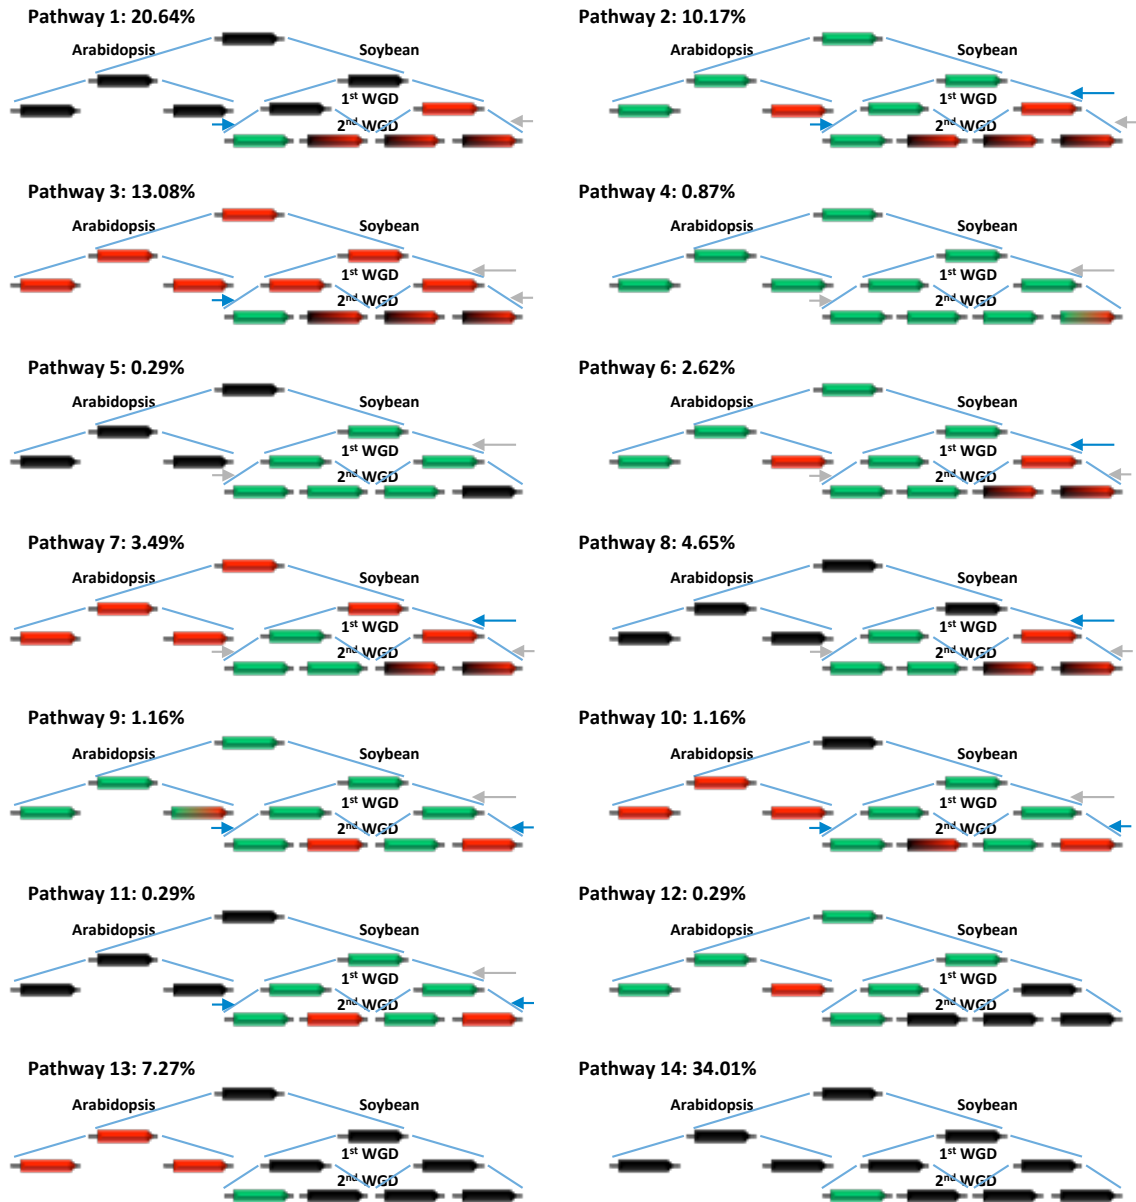 Pathway 1: 20.64%
Arabidopsis Soybean
1st WGD
2nd WGD
Pathway 2: 10.17%
Arabidopsis Soybean
1st WGD
2nd WGD
Pathway 3: 13.08%
Arabidopsis Soybean
1st WGD
2nd WGD
Pathway 4: 0.87%
Arabidopsis Soybean
1st WGD
2nd WGD
Pathway 5: 0.29%
Arabidopsis Soybean
1st WGD
2nd WGD
Pathway 6: 2.62%
Arabidopsis Soybean
1st WGD
2nd WGD
Pathway 7: 3.49%
Arabidopsis Soybean
1st WGD
2nd WGD
Pathway 8: 4.65%
Arabidopsis Soybean
1st WGD
2nd WGD
Pathway 9: 1.16%
Arabidopsis Soybean
1st WGD
2nd WGD
Pathway 10: 1.16%
Arabidopsis Soybean
1st WGD
2nd WGD
Pathway 11: 0.29%
Arabidopsis Soybean
1st WGD
2nd WGD
Pathway 12: 0.29%
Arabidopsis Soybean
1st WGD
2nd WGD
Pathway 13: 7.27%
Arabidopsis Soybean
1st WGD
2nd WGD
Pathway 14: 34.01%
Arabidopsis Soybean
1st WGD
2nd WGD